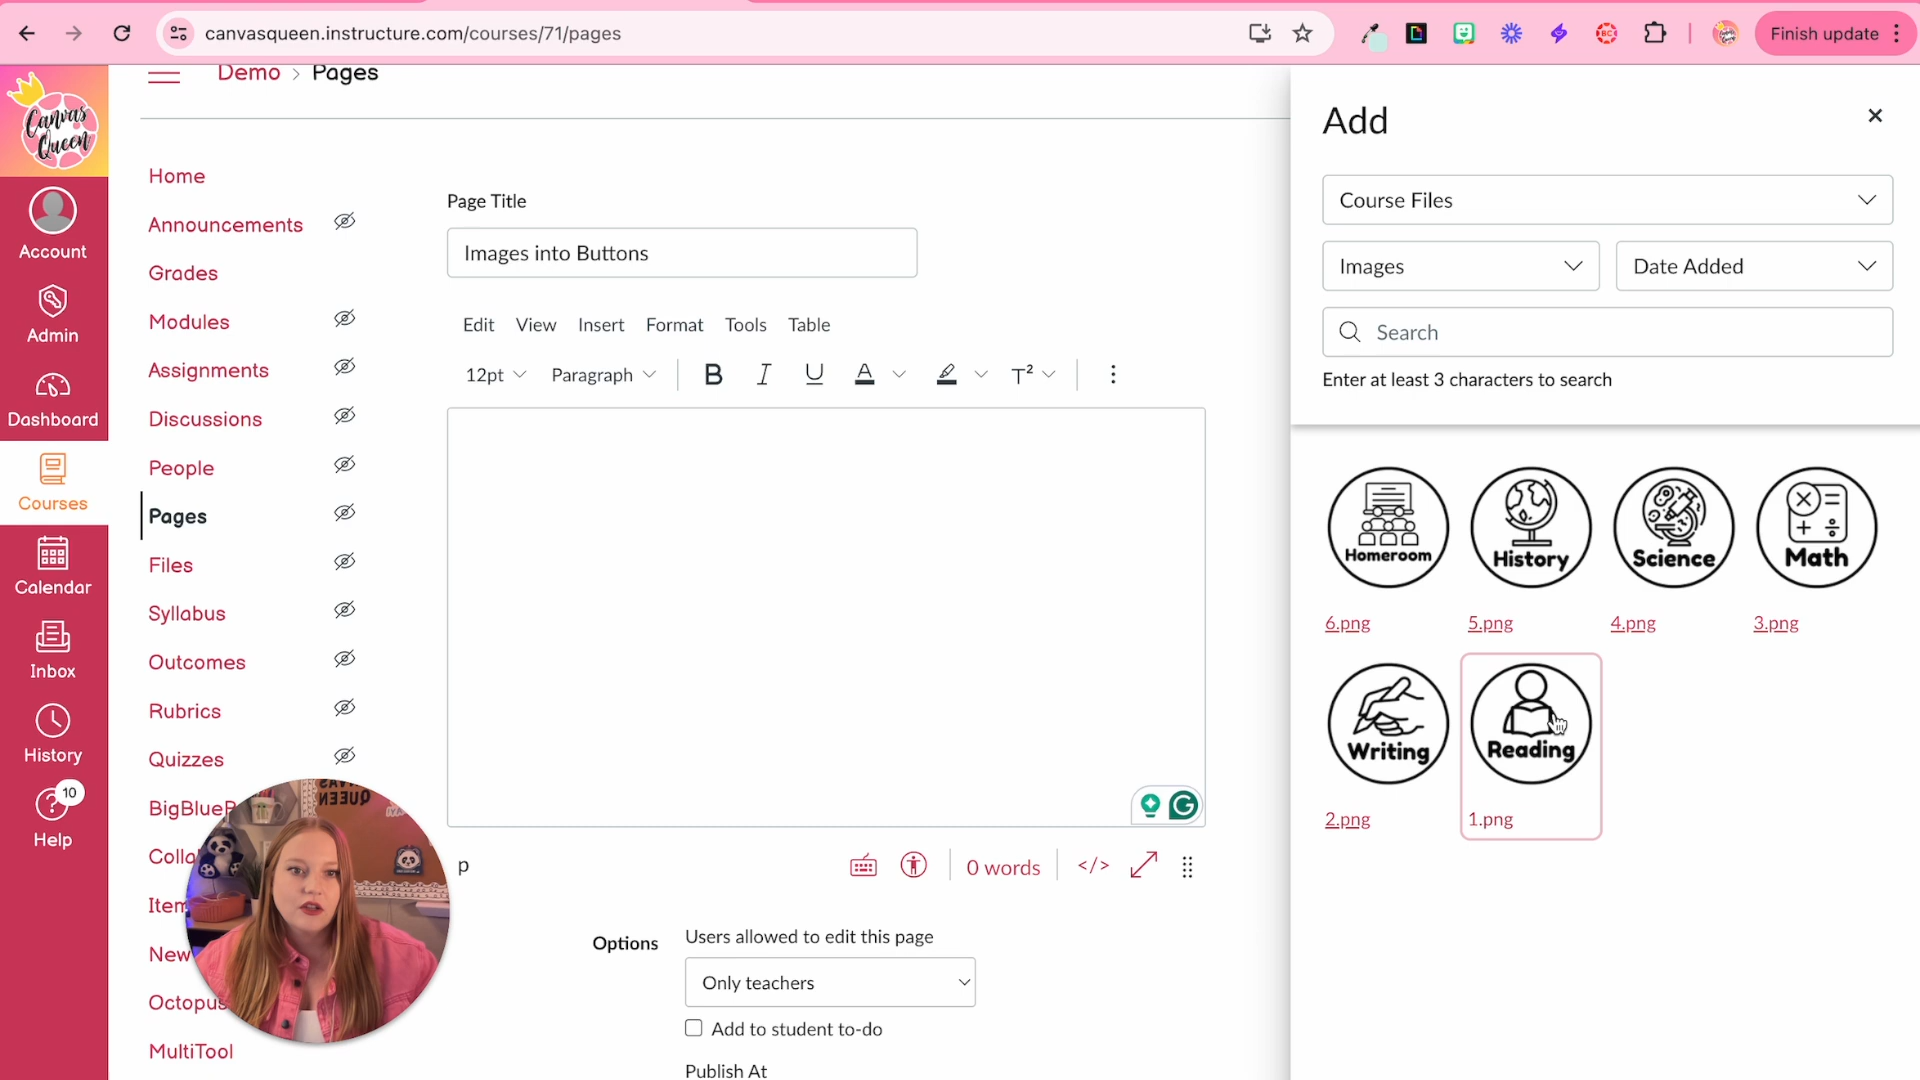 canvasqueen.instructure.com/courses/71/pages
Finish update
Canvas Queen
Account
Admin
Dashboard
Courses
Calendar
Inbox
History
10
Help
Demo > Pages
Home
Announcements
Grades
Modules
Assignments
Discussions
People
Pages
Files
Syllabus
Outcomes
Rubrics
Quizzes
BigBlueB
Colla
Item
New
Octopus
MultiTool
Page Title
Images into Buttons
Edit View Insert Format Tools Table
12pt Paragraph B I U A T²
p
0 words </>
Options
Users allowed to edit this page
Only teachers
Add to student to-do
Publish At
Add
Course Files
Images
Date Added
Search
Enter at least 3 characters to search
Homeroom
6.png
History
5.png
Science
4.png
Math
3.png
Writing
2.png
Reading
1.png